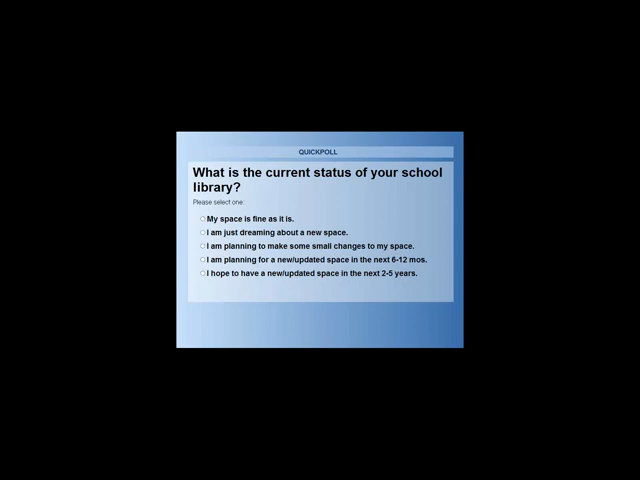 QUICKPOLL
What is the current status of your school
library?
Please select one:
My space is fine as it is.
I am just dreaming about a new space.
I am planning to make some small changes to my space.
I am planning for a new/updated space in the next 6-12 mos.
I hope to have a new/updated space in the next 2-5 years.